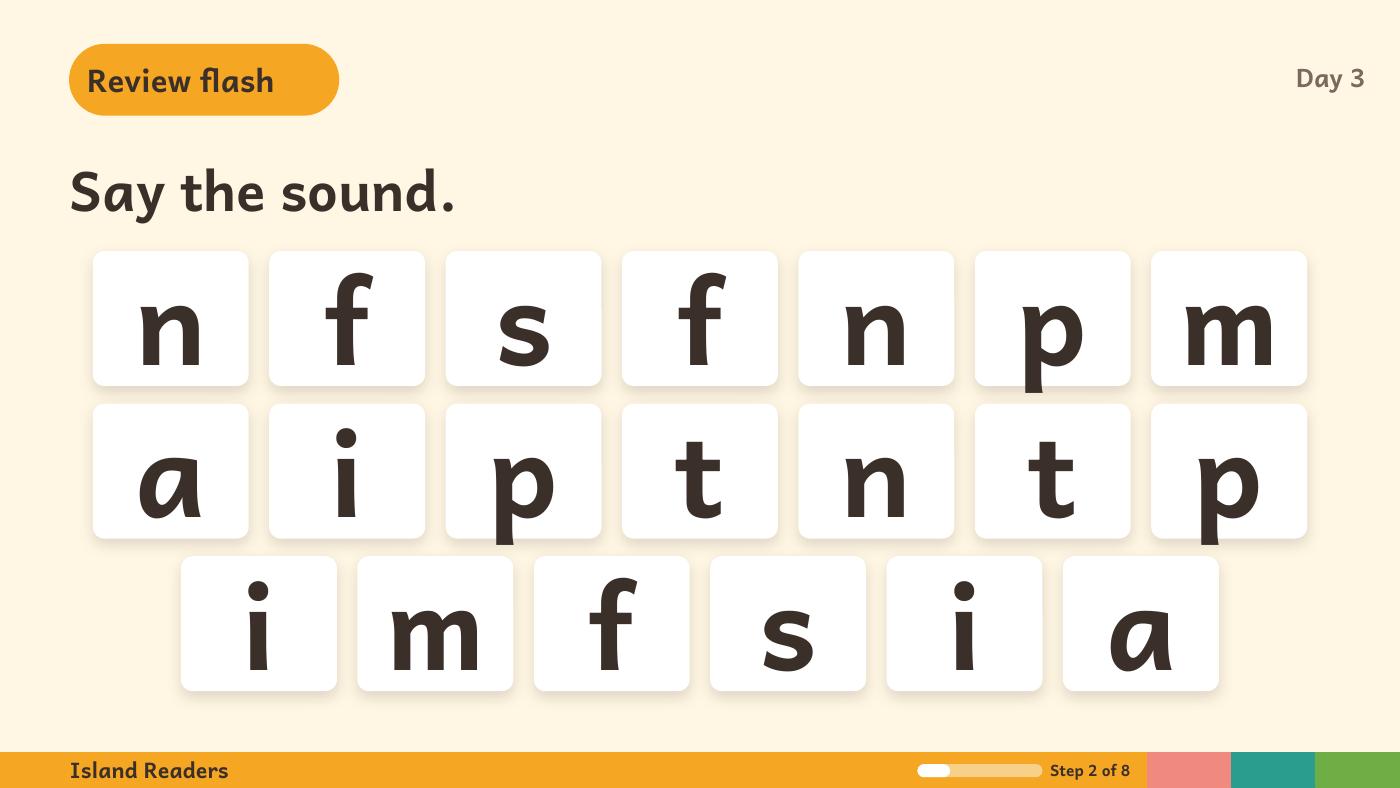 Review flash
Day 3
Say the sound.
n f s f n p m
a i p t n t p
i m f s i a
Island Readers
Step 2 of 8